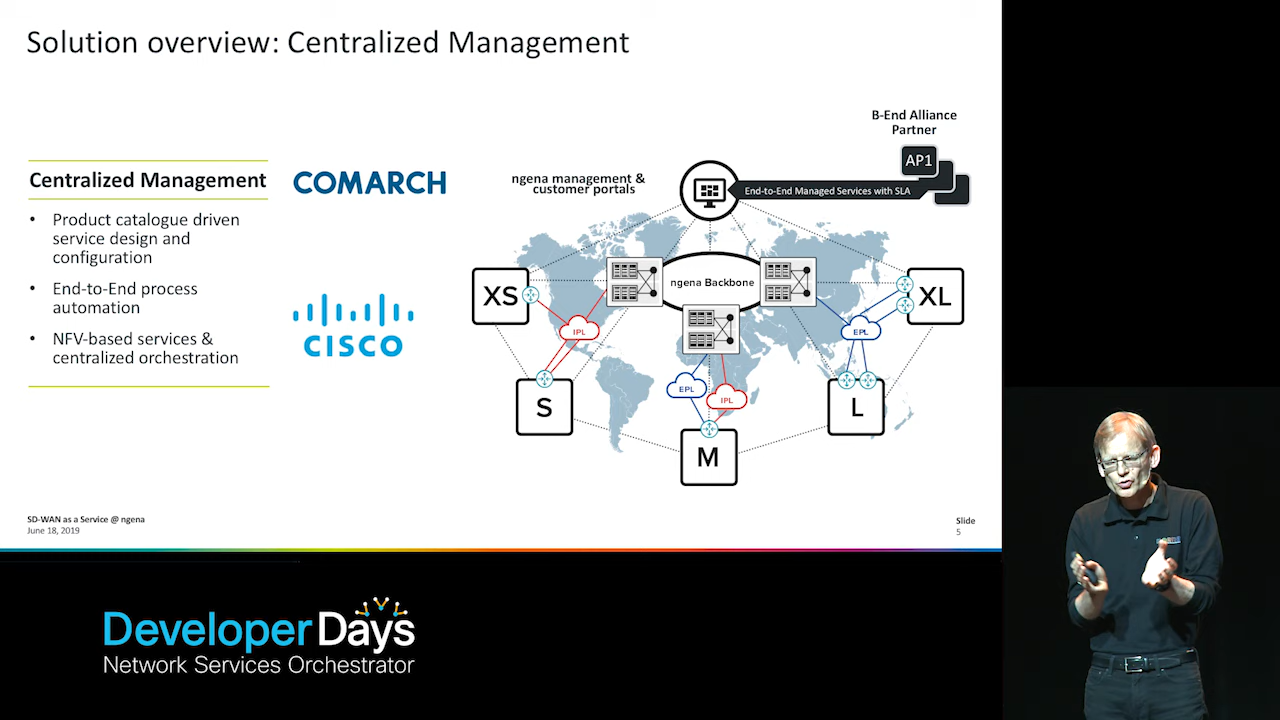 Solution overview: Centralized Management
Centralized Management
• Product catalogue driven
service design and
configuration
• End-to-End process
automation
• NFV-based services &
centralized orchestration
COMARCH
CISCO
B-End Alliance
Partner
AP1
ngena management &
customer portals
End-to-End Managed Services with SLA
ngena Backbone
XS
XL
IPL
EPL
EPL
IPL
S
L
M
SD-WAN as a Service @ ngena
June 18, 2019
Slide
5
DeveloperDays
Network Services Orchestrator